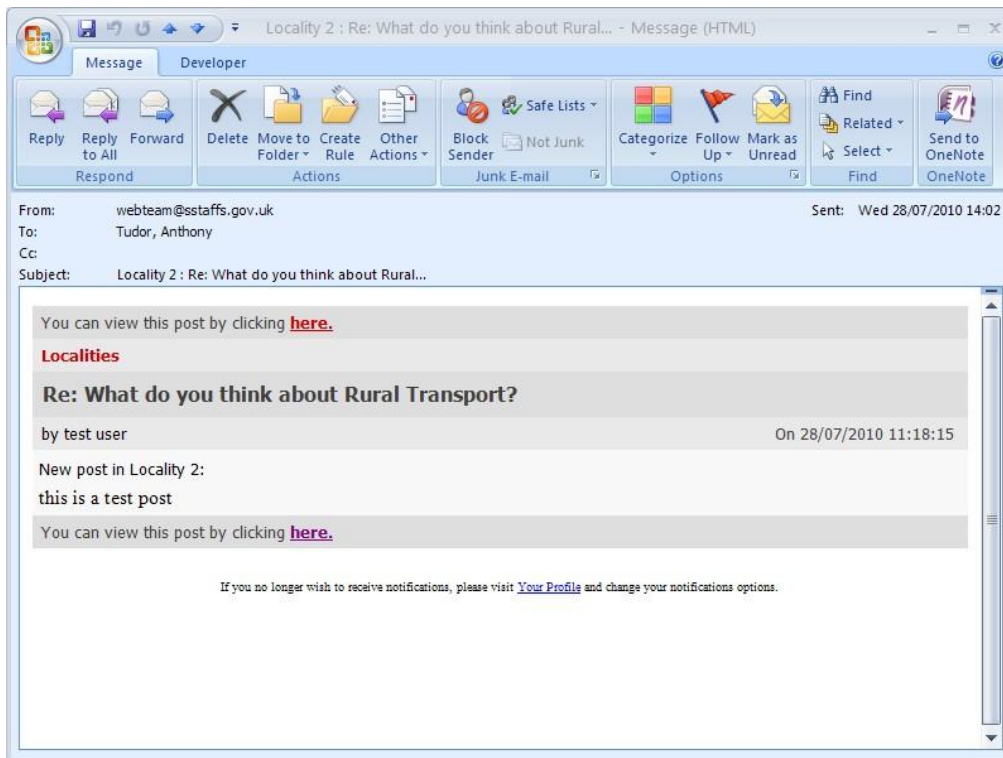 Locality 2 : Re: What do you think about Rural... - Message (HTML)
Message Developer
Reply Reply to All Forward Delete Move to Folder Create Rule Other Actions Block Sender Safe Lists Not Junk Categorize Follow Up Mark as Unread Find Related Select Send to OneNote
Respond Actions Junk E-mail Options Find OneNote
From: webteam@sstaffs.gov.uk Sent: Wed 28/07/2010 14:02
To: Tudor, Anthony
Cc:
Subject: Locality 2 : Re: What do you think about Rural...
You can view this post by clicking here.
Localities
Re: What do you think about Rural Transport?
by test user On 28/07/2010 11:18:15
New post in Locality 2:
this is a test post
You can view this post by clicking here.
If you no longer wish to receive notifications, please visit Your Profile and change your notifications options.